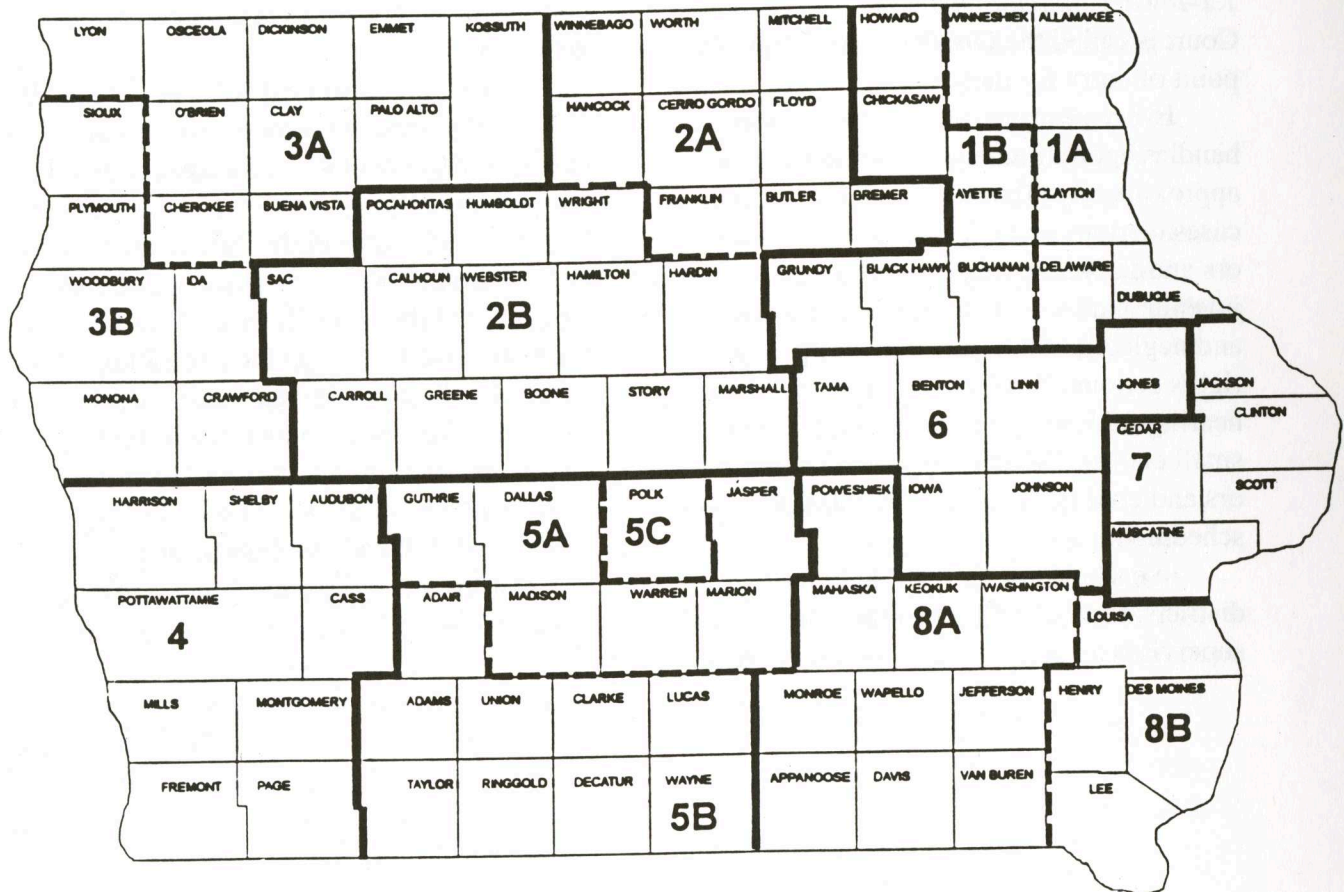 LYON OSCEOLA DICKINSON EMMET KOSSUTH WINNEBAGO WORTH MITCHELL HOWARD WINNESHIEK ALLAMAKEE
SIOUX O'BRIEN CLAY PALO ALTO HANCOCK CERRO GORDO FLOYD CHICKASAW
3A 2A 1B 1A
PLYMOUTH CHEROKEE BUENA VISTA POCAHONTAS HUMBOLDT WRIGHT FRANKLIN BUTLER BREMER FAYETTE CLAYTON
WOODBURY IDA SAC CALHOUN WEBSTER HAMILTON HARDIN GRUNDY BLACK HAWK BUCHANAN DELAWARE
DUBUQUE
3B 2B
MONONA CRAWFORD CARROLL GREENE BOONE STORY MARSHALL TAMA BENTON LINN JONES JACKSON
CLINTON
6
CEDAR
7
HARRISON SHELBY AUDUBON GUTHRIE DALLAS POLK JASPER POWESHIEK IOWA JOHNSON SCOTT
5A 5C
MUSCATINE
POTTAWATTAMIE CASS ADAIR MADISON WARREN MARION MAHASKA KEOKUK WASHINGTON
LOUISA
4 8A
MILLS MONTGOMERY ADAMS UNION CLARKE LUCAS MONROE WAPELLO JEFFERSON HENRY DES MOINES
8B
FREMONT PAGE TAYLOR RINGGOLD DECATUR WAYNE APPANOOSE DAVIS VAN BUREN LEE
5B